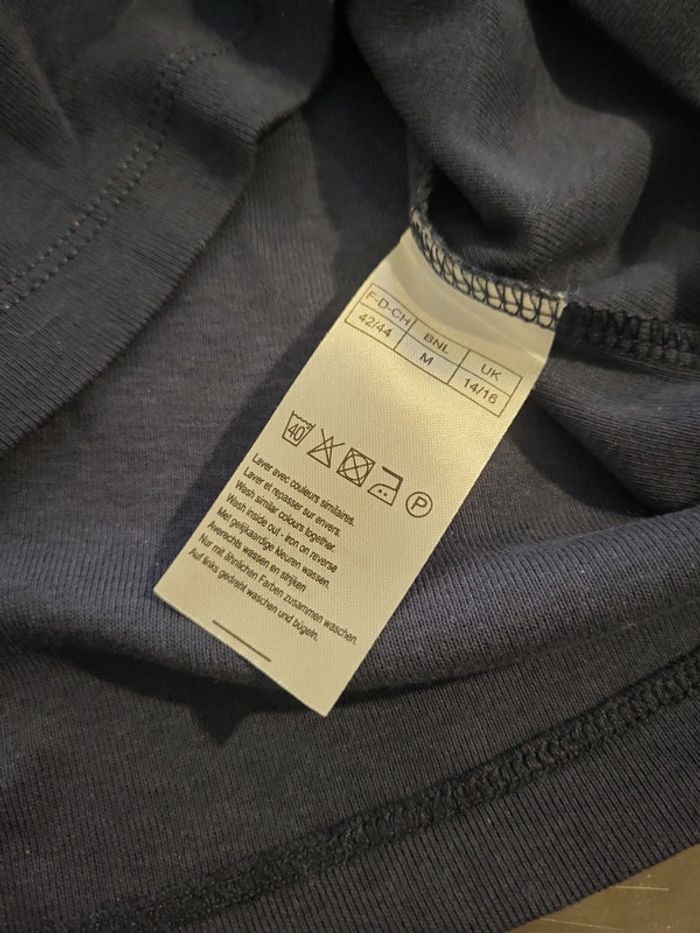 F-D-CH BNL UK
42/44 M 14/16
40° P
Laver avec couleurs similaires.
Laver et repasser sur envers.
Wash similar colours together.
Wash inside out - iron on reverse
Met gelijkaardige kleuren wassen.
Averechts wassen en strijken
Nur mit ähnlichen Farben zusammen waschen.
Auf links gedreht waschen und bügeln.